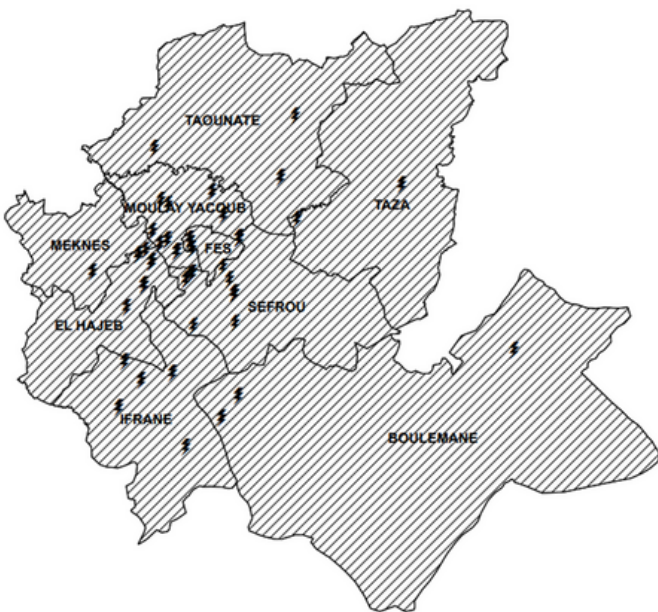 TAOUNATE
TAZA
MOULAY YACOUB
MEKNES
FES
SEFROU
EL HAJEB
IFRANE
BOULEMANE